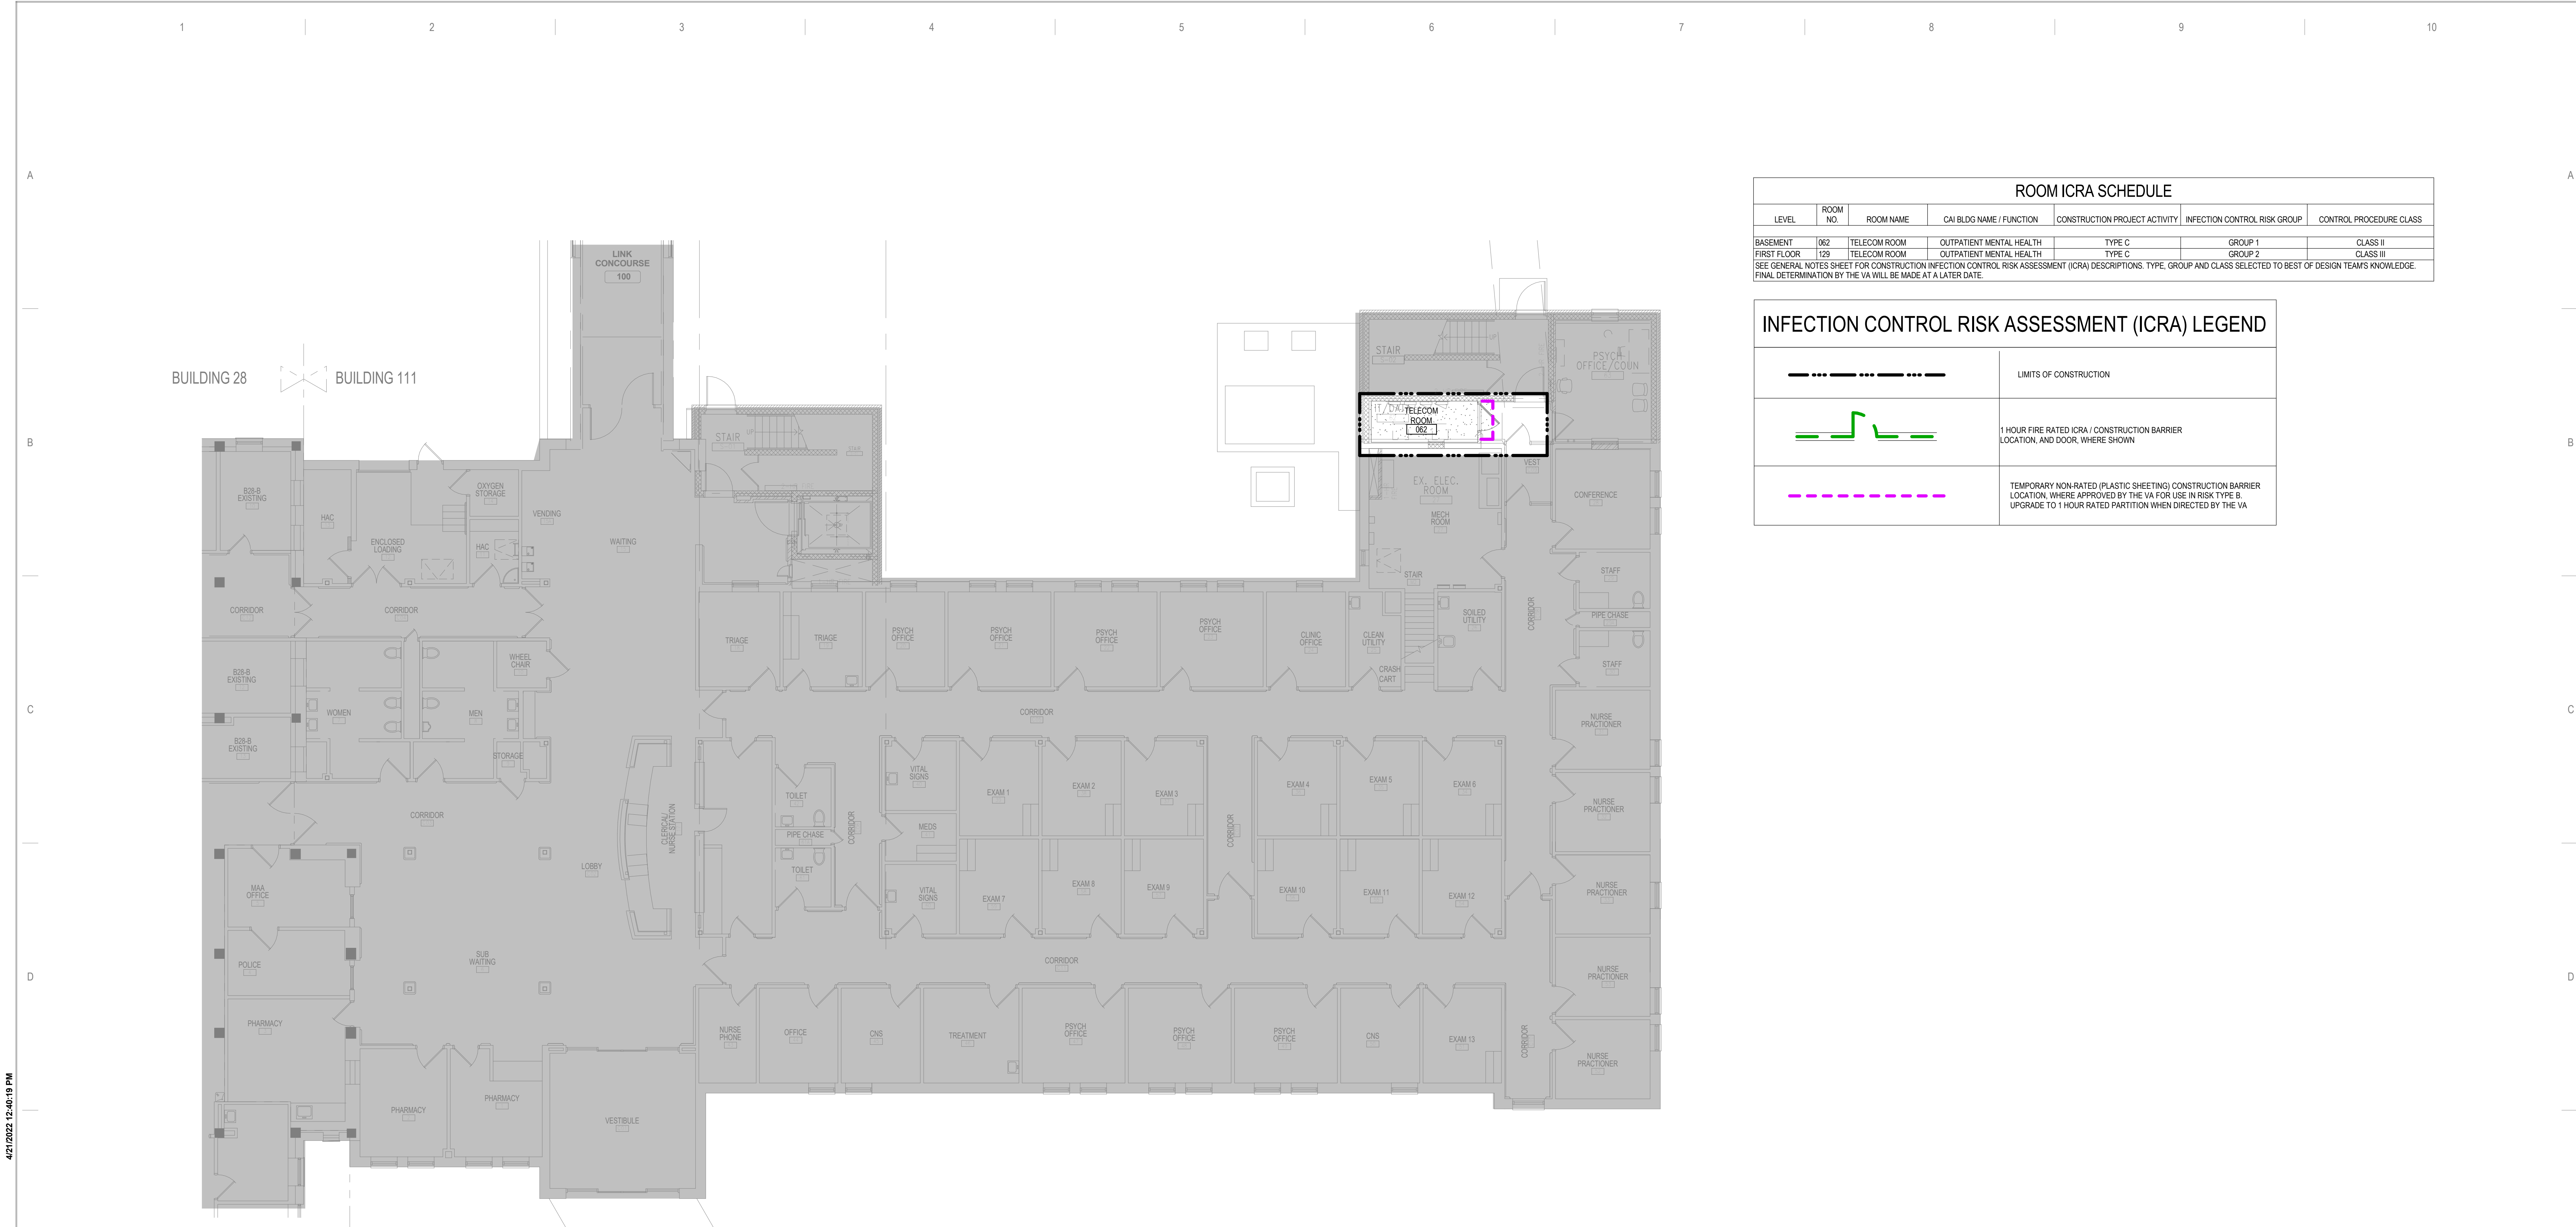 1 2 3 4 5 6 7 8 9 10
A
A
B
B
C
C
D
D
4/21/2022 12:40:19 PM
ROOM ICRA SCHEDULE
LEVEL ROOM NO. ROOM NAME CAI BLDG NAME / FUNCTION CONSTRUCTION PROJECT ACTIVITY INFECTION CONTROL RISK GROUP CONTROL PROCEDURE CLASS
BASEMENT 062 TELECOM ROOM OUTPATIENT MENTAL HEALTH TYPE C GROUP 1 CLASS II
FIRST FLOOR 129 TELECOM ROOM OUTPATIENT MENTAL HEALTH TYPE C GROUP 2 CLASS III
SEE GENERAL NOTES SHEET FOR CONSTRUCTION INFECTION CONTROL RISK ASSESSMENT (ICRA) DESCRIPTIONS. TYPE, GROUP AND CLASS SELECTED TO BEST OF DESIGN TEAM'S KNOWLEDGE.
FINAL DETERMINATION BY THE VA WILL BE MADE AT A LATER DATE.
INFECTION CONTROL RISK ASSESSMENT (ICRA) LEGEND
LIMITS OF CONSTRUCTION
1 HOUR FIRE RATED ICRA / CONSTRUCTION BARRIER
LOCATION, AND DOOR, WHERE SHOWN
TEMPORARY NON-RATED (PLASTIC SHEETING) CONSTRUCTION BARRIER
LOCATION, WHERE APPROVED BY THE VA FOR USE IN RISK TYPE B.
UPGRADE TO 1 HOUR RATED PARTITION WHEN DIRECTED BY THE VA
LINK
CONCOURSE
100
BUILDING 28
BUILDING 111
STAIR
UP
PSYCH
OFFICE/COUN
IT/DATA
TELECOM
ROOM
062
STAIR
UP
VEST
EX. ELEC.
ROOM
MECH
ROOM
CONFERENCE
B28-B
EXISTING
HAC
ENCLOSED
LOADING
OXYGEN
STORAGE
HAC
VENDING
WAITING
STAIR
STAFF
PIPE CHASE
STAFF
CORRIDOR
CORRIDOR
TRIAGE
TRIAGE
PSYCH
OFFICE
PSYCH
OFFICE
PSYCH
OFFICE
PSYCH
OFFICE
CLINIC
OFFICE
CLEAN
UTILITY
CRASH
CART
SOILED
UTILITY
CORRIDOR
B28-B
EXISTING
WHEEL
CHAIR
WOMEN
MEN
STORAGE
B28-B
EXISTING
CORRIDOR
NURSE
PRACTIONER
VITAL
SIGNS
EXAM 1
EXAM 2
EXAM 3
EXAM 4
EXAM 5
EXAM 6
TOILET
PIPE CHASE
TOILET
CORRIDOR
MEDS
CORRIDOR
NURSE
PRACTIONER
CORRIDOR
CLERICAL/
NURSE STATION
LOBBY
VITAL
SIGNS
EXAM 7
EXAM 8
EXAM 9
EXAM 10
EXAM 11
EXAM 12
NURSE
PRACTIONER
MAA
OFFICE
POLICE
SUB
WAITING
CORRIDOR
NURSE
PRACTIONER
PHARMACY
NURSE
PHONE
OFFICE
CNS
TREATMENT
PSYCH
OFFICE
PSYCH
OFFICE
PSYCH
OFFICE
CNS
EXAM 13
CORRIDOR
NURSE
PRACTIONER
PHARMACY
PHARMACY
VESTIBULE